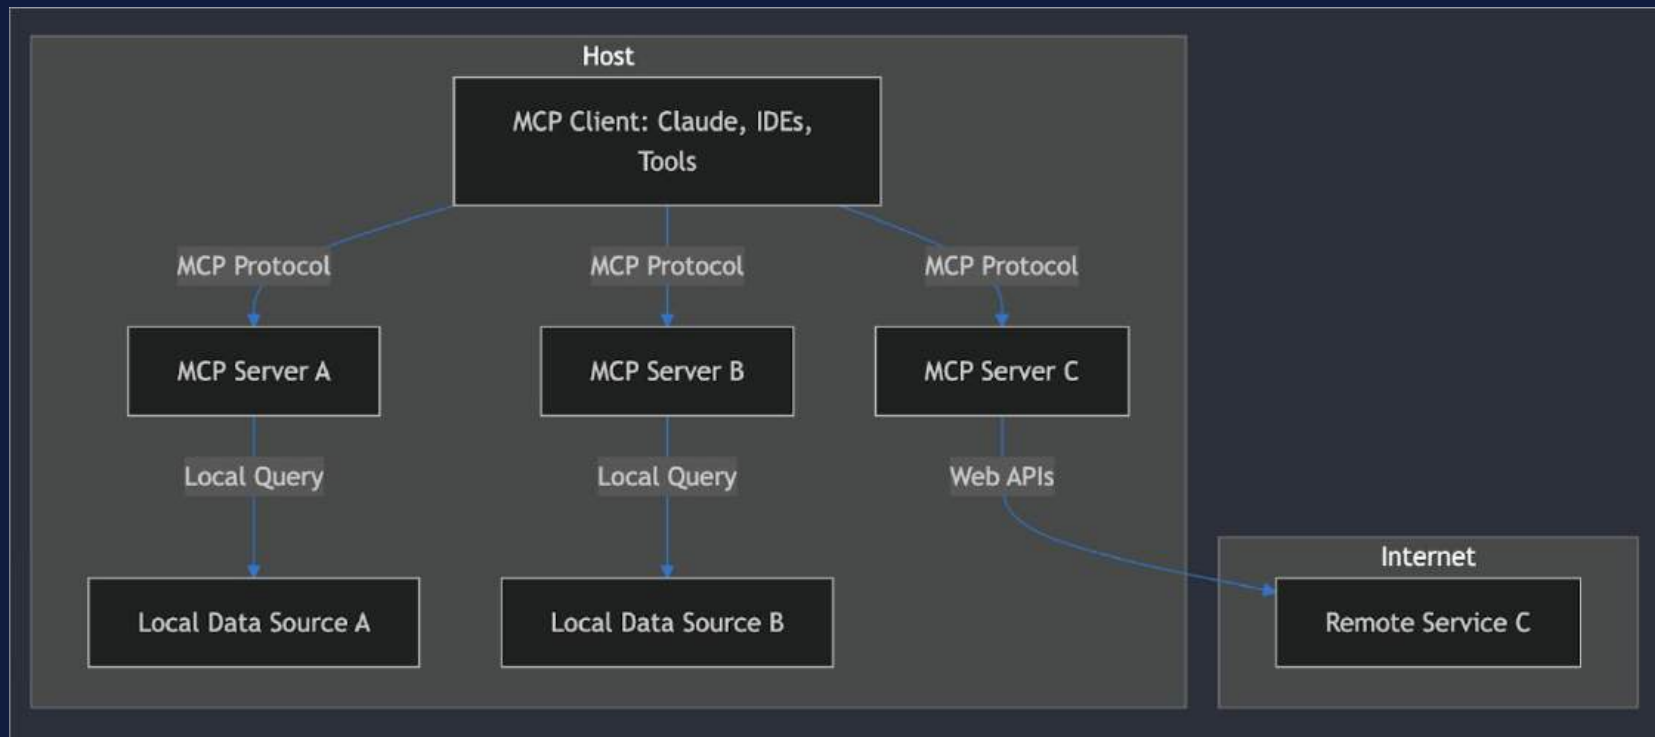 Host
MCP Client: Claude, IDEs,
Tools
MCP Protocol
MCP Protocol
MCP Protocol
MCP Server A
MCP Server B
MCP Server C
Local Query
Local Query
Web APIs
Internet
Local Data Source A
Local Data Source B
Remote Service C